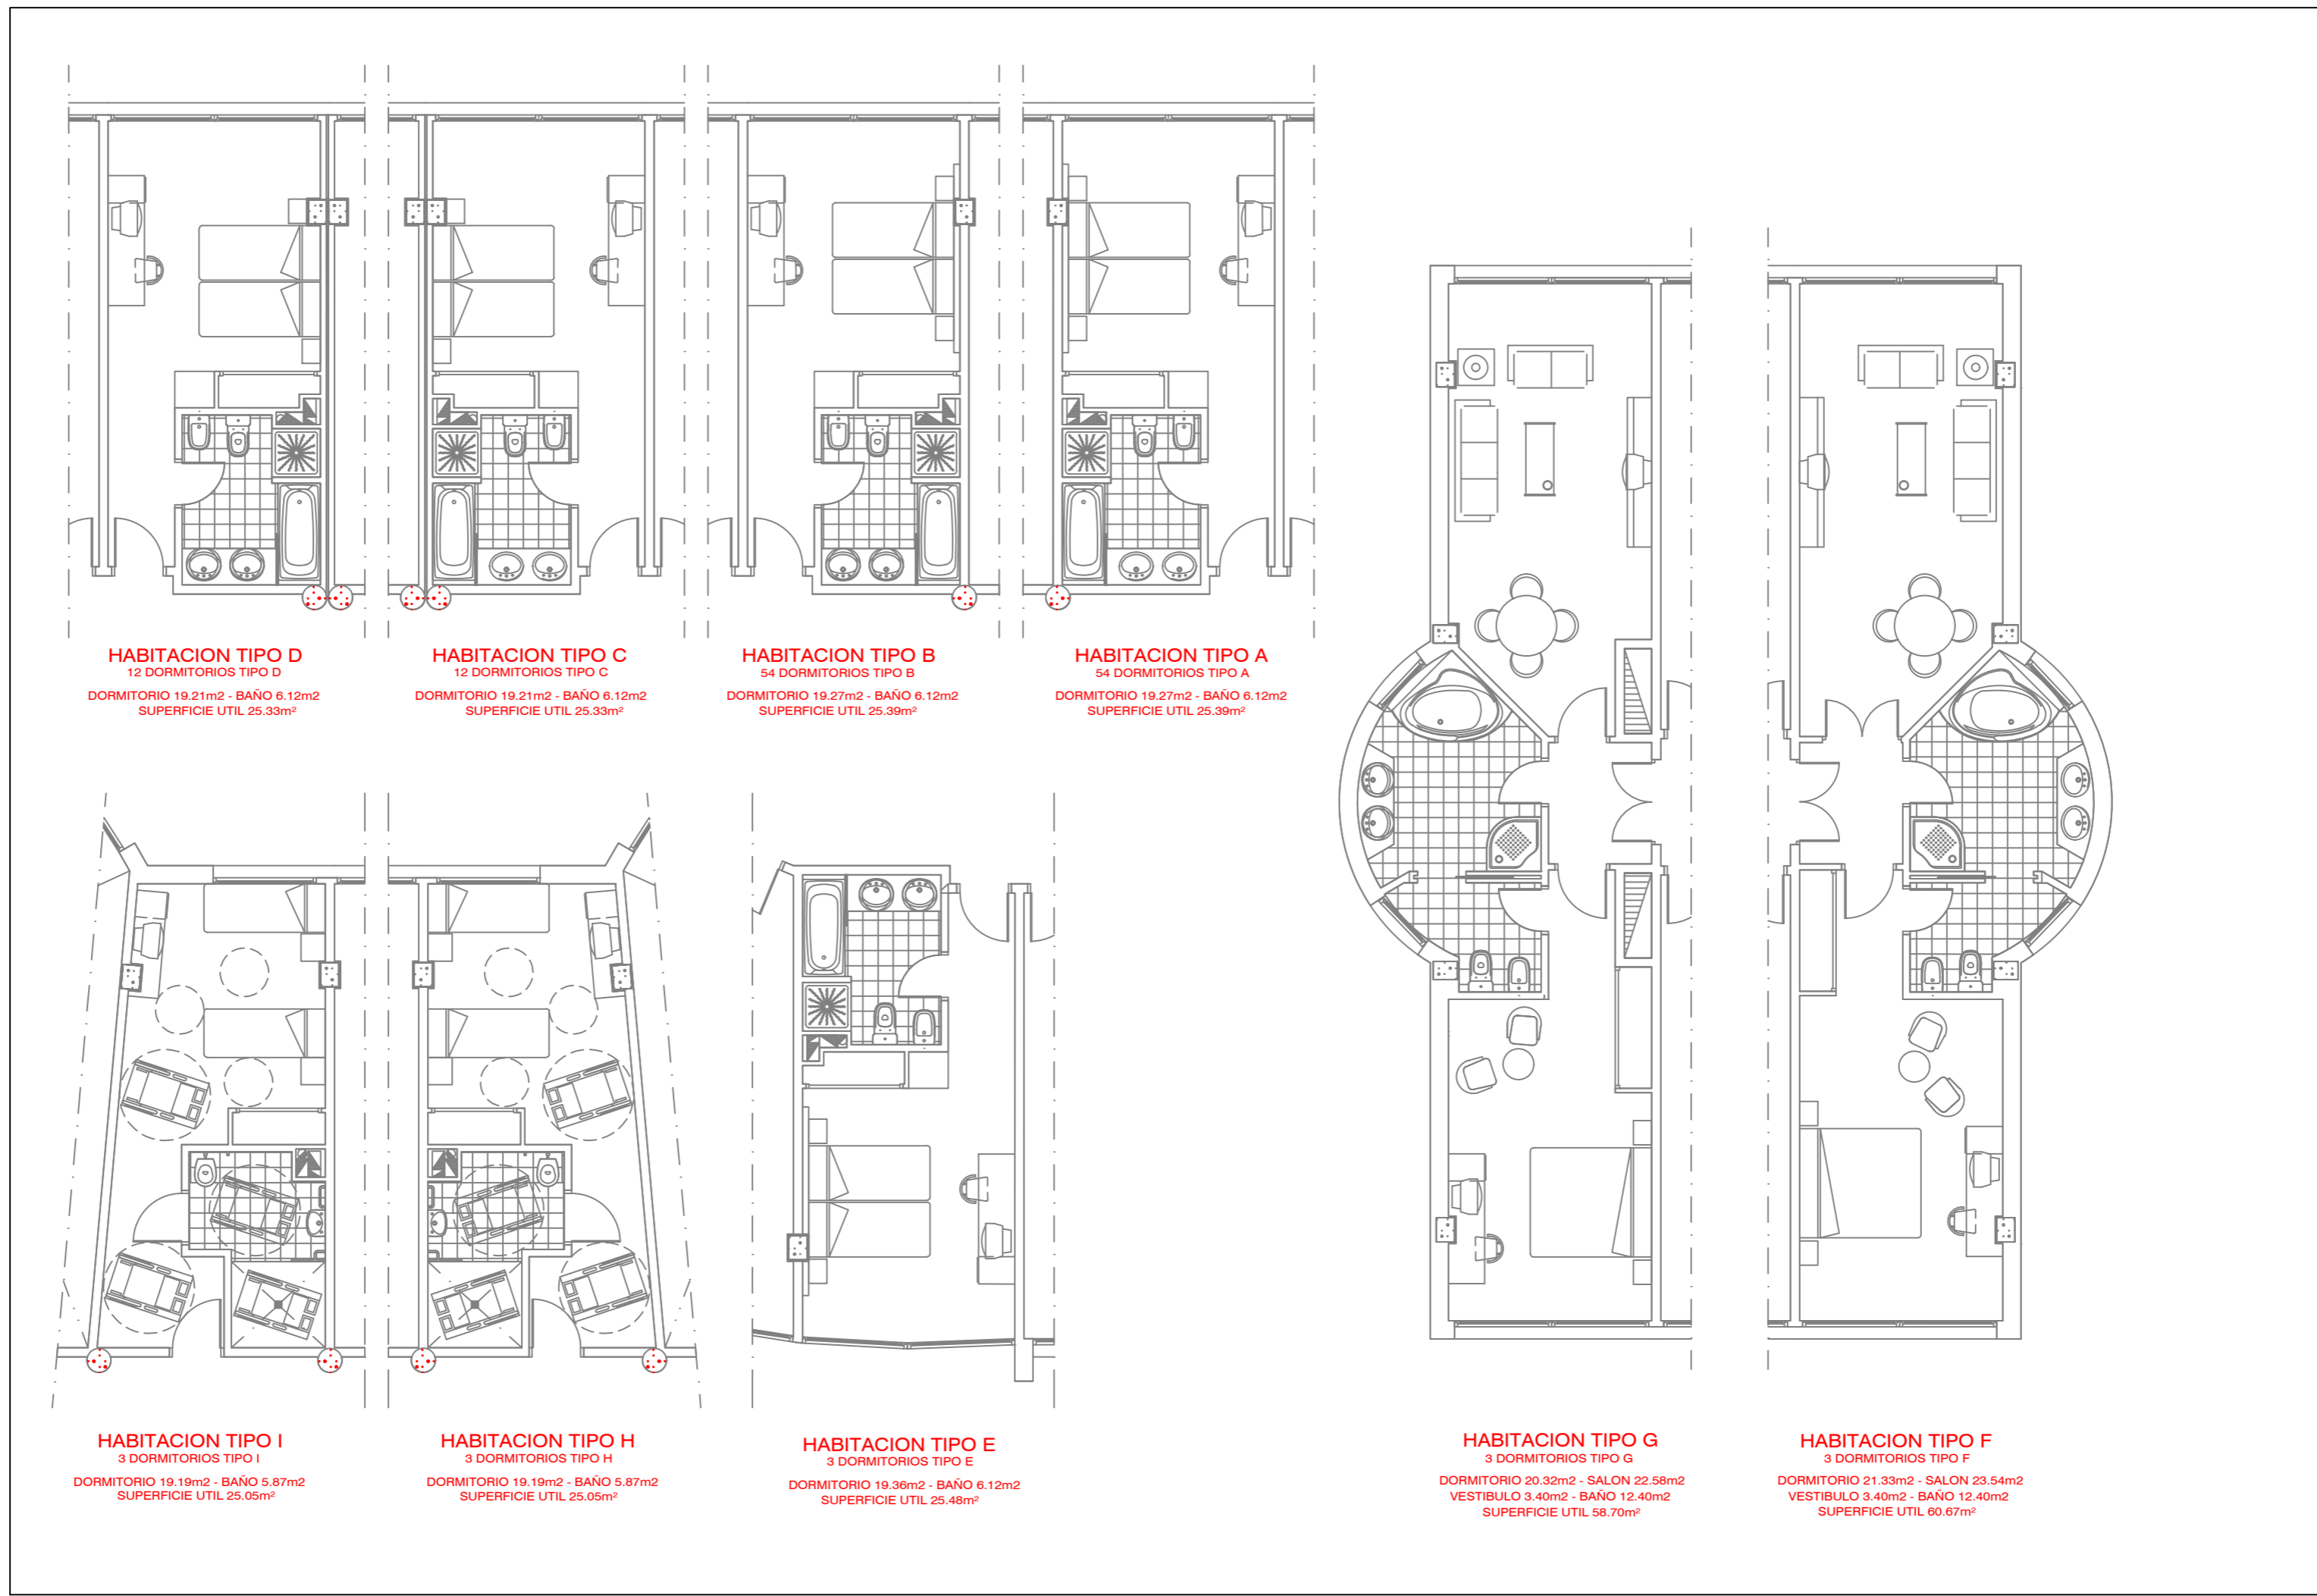 HABITACION TIPO D
12 DORMITORIOS TIPO D
DORMITORIO 19.21m2 - BAÑO 6.12m2
SUPERFICIE UTIL 25.33m²
HABITACION TIPO C
12 DORMITORIOS TIPO C
DORMITORIO 19.21m2 - BAÑO 6.12m2
SUPERFICIE UTIL 25.33m²
HABITACION TIPO B
54 DORMITORIOS TIPO B
DORMITORIO 19.27m2 - BAÑO 6.12m2
SUPERFICIE UTIL 25.39m²
HABITACION TIPO A
54 DORMITORIOS TIPO A
DORMITORIO 19.27m2 - BAÑO 6.12m2
SUPERFICIE UTIL 25.39m²
HABITACION TIPO I
3 DORMITORIOS TIPO I
DORMITORIO 19.19m2 - BAÑO 5.87m2
SUPERFICIE UTIL 25.05m²
HABITACION TIPO H
3 DORMITORIOS TIPO H
DORMITORIO 19.19m2 - BAÑO 5.87m2
SUPERFICIE UTIL 25.05m²
HABITACION TIPO E
3 DORMITORIOS TIPO E
DORMITORIO 19.36m2 - BAÑO 6.12m2
SUPERFICIE UTIL 25.48m²
HABITACION TIPO G
3 DORMITORIOS TIPO G
DORMITORIO 20.32m2 - SALON 22.58m2
VESTIBULO 3.40m2 - BAÑO 12.40m2
SUPERFICIE UTIL 58.70m²
HABITACION TIPO F
3 DORMITORIOS TIPO F
DORMITORIO 21.33m2 - SALON 23.54m2
VESTIBULO 3.40m2 - BAÑO 12.40m2
SUPERFICIE UTIL 60.67m²